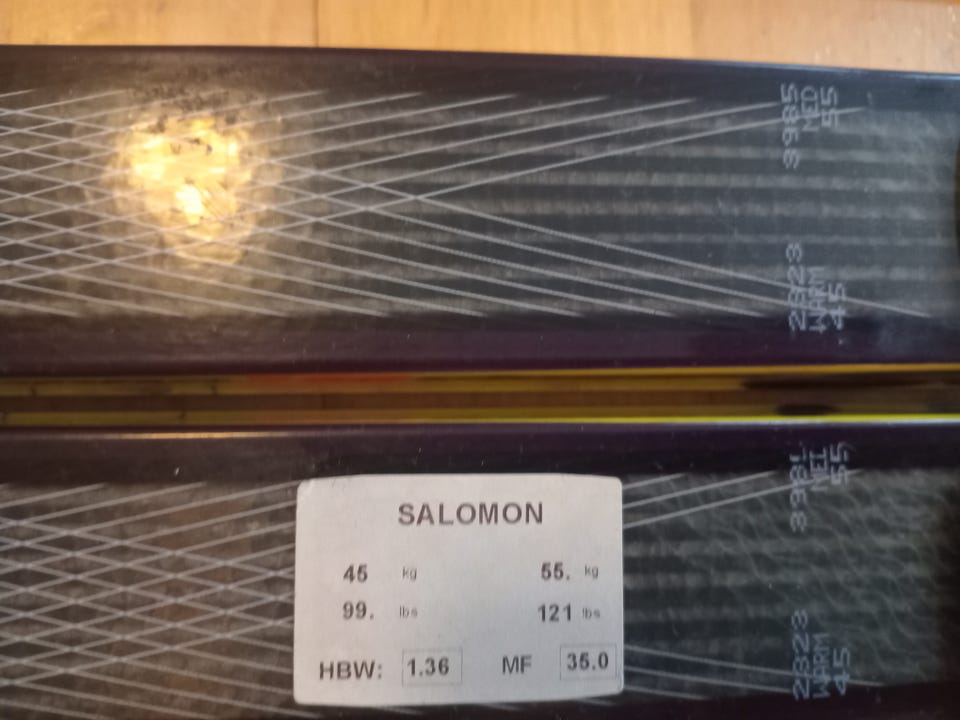 3985
MED
55
2823
WARM
45
55
2823
WARM
45
SALOMON
45 kg 55. kg
99. lbs 121 lbs
HBW: 1.36 MF 35.0